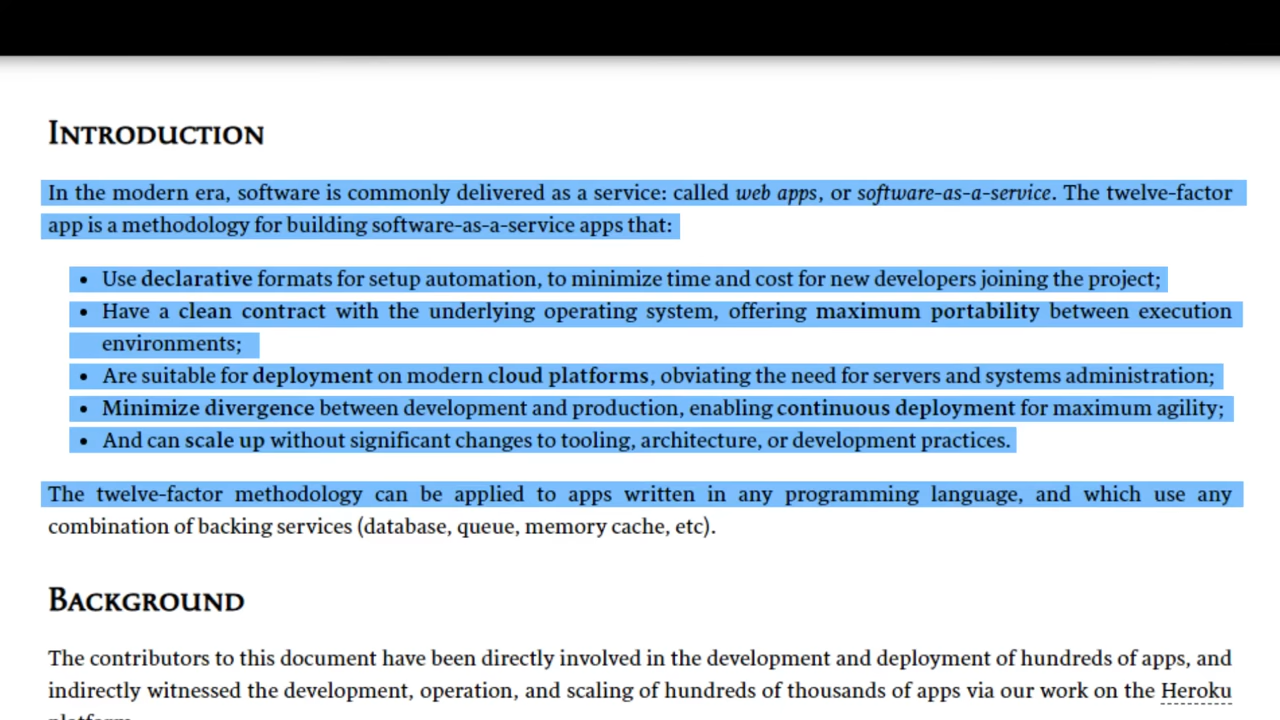 INTRODUCTION
In the modern era, software is commonly delivered as a service: called web apps, or software-as-a-service. The twelve-factor
app is a methodology for building software-as-a-service apps that:
• Use declarative formats for setup automation, to minimize time and cost for new developers joining the project;
• Have a clean contract with the underlying operating system, offering maximum portability between execution
environments;
• Are suitable for deployment on modern cloud platforms, obviating the need for servers and systems administration;
• Minimize divergence between development and production, enabling continuous deployment for maximum agility;
• And can scale up without significant changes to tooling, architecture, or development practices.
The twelve-factor methodology can be applied to apps written in any programming language, and which use any
combination of backing services (database, queue, memory cache, etc).
BACKGROUND
The contributors to this document have been directly involved in the development and deployment of hundreds of apps, and
indirectly witnessed the development, operation, and scaling of hundreds of thousands of apps via our work on the Heroku